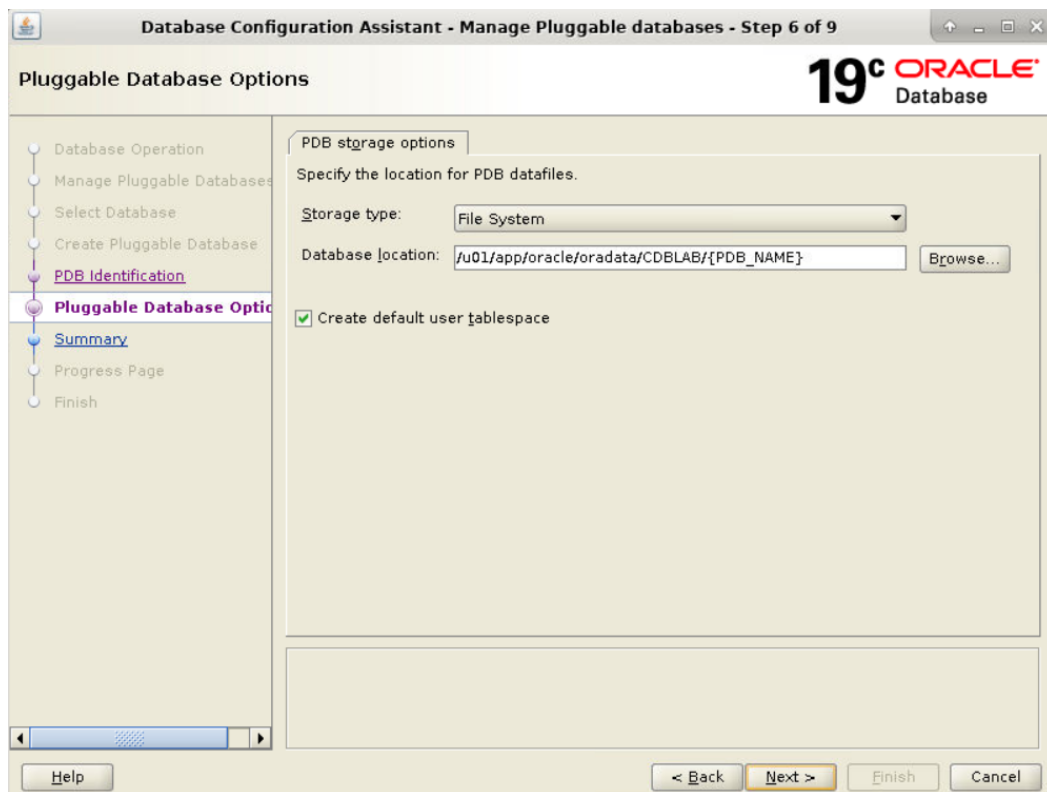 Database Configuration Assistant - Manage Pluggable databases - Step 6 of 9
Pluggable Database Options
19c ORACLE
Database
Database Operation
Manage Pluggable Databases
Select Database
Create Pluggable Database
PDB Identification
Pluggable Database Optic
Summary
Progress Page
Finish
PDB storage options
Specify the location for PDB datafiles.
Storage type: File System
Database location: /u01/app/oracle/oradata/CDBLAB/{PDB_NAME} Browse...
Create default user tablespace
Help < Back Next > Finish Cancel